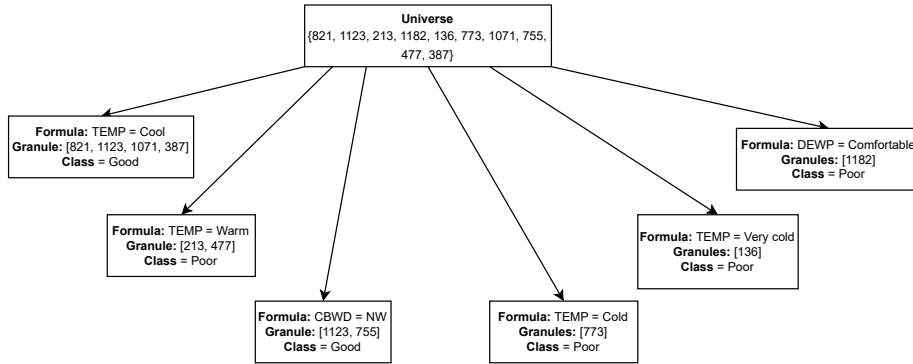 Universe
{821, 1123, 213, 1182, 136, 773, 1071, 755,
477, 387}
Formula: TEMP = Cool
Granule: [821, 1123, 1071, 387]
Class = Good
Formula: DEWP = Comfortable
Granules: [1182]
Class = Poor
Formula: TEMP = Warm
Granule: [213, 477]
Class = Poor
Formula: TEMP = Very cold
Granules: [136]
Class = Poor
Formula: CBWD = NW
Granule: [1123, 755]
Class = Good
Formula: TEMP = Cold
Granules: [773]
Class = Poor